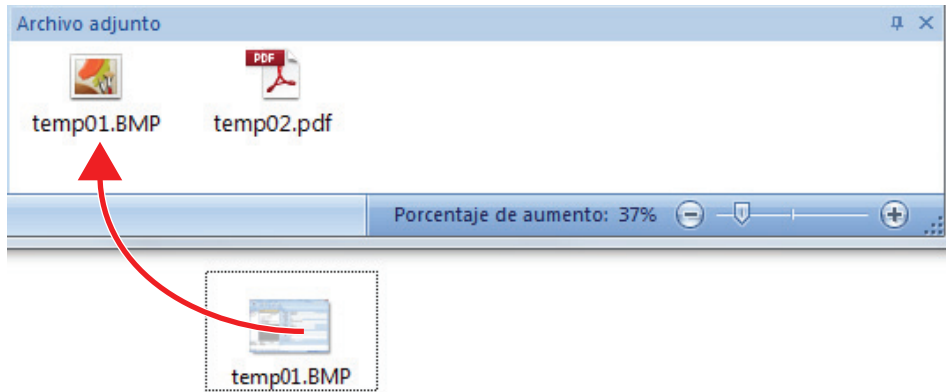 Archivo adjunto
PDF
temp01.BMP temp02.pdf
Porcentaje de aumento: 37%
temp01.BMP